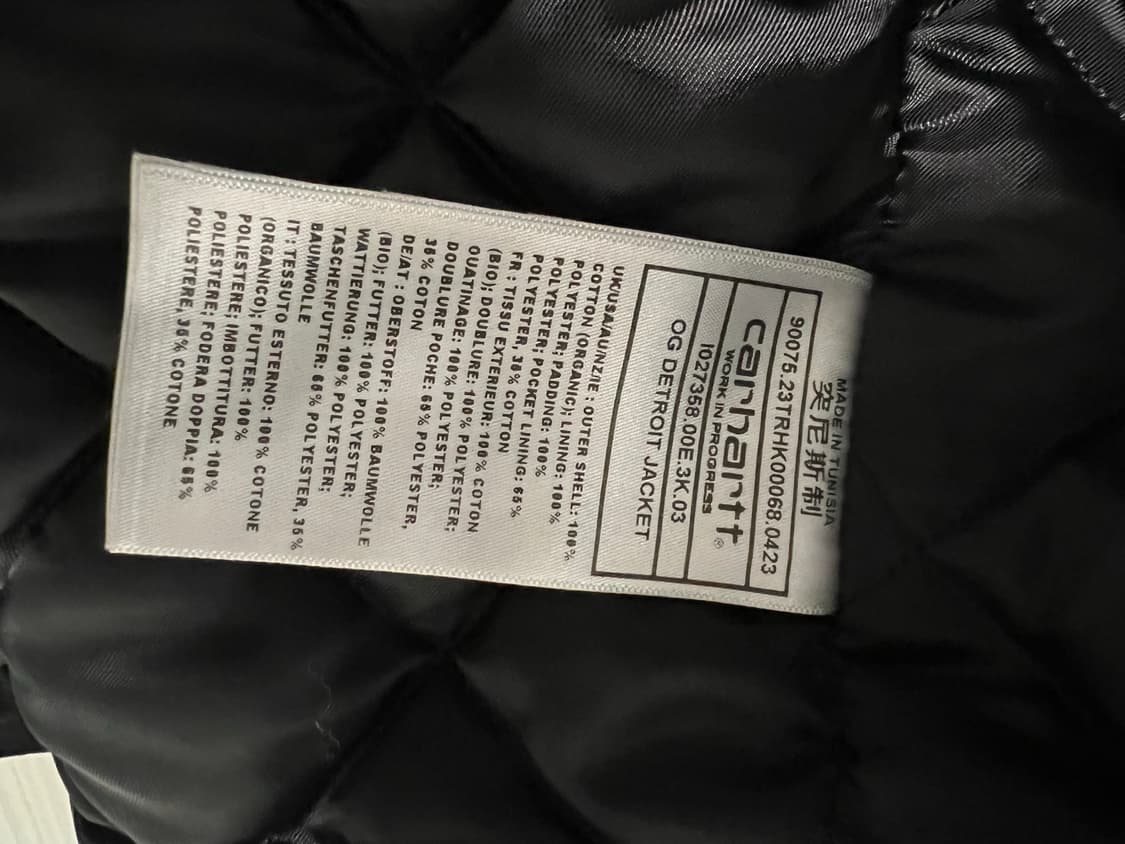 MADE IN TUNISIA
突尼斯 制
90075.23TRHK00068.0423
carhartt®
WORK IN PROGRESS
I027358.00E.3K.03
OG DETROIT JACKET
UK/USA/AU/NZ/IE : OUTER SHELL: 100%
COTTON (ORGANIC); LINING: 100%
POLYESTER; PADDING: 100%
POLYESTER; POCKET LINING: 65%
POLYESTER, 35% COTTON
FR : TISSU EXTERIEUR: 100% COTON
(BIO); DOUBLURE: 100% POLYESTER;
OUATINAGE: 100% POLYESTER;
DOUBLURE POCHE: 65% POLYESTER,
35% COTON
DE/AT : OBERSTOFF: 100% BAUMWOLLE
(BIO); FUTTER: 100% POLYESTER;
WATTIERUNG: 100% POLYESTER;
TASCHENFUTTER: 65% POLYESTER, 35%
BAUMWOLLE
IT : TESSUTO ESTERNO: 100% COTONE
(ORGANICO); FUTTER: 100%
POLIESTERE; IMBOTTITURA: 100%
POLIESTERE; FODERA DOPPIA: 65%
POLIESTERE, 35% COTONE